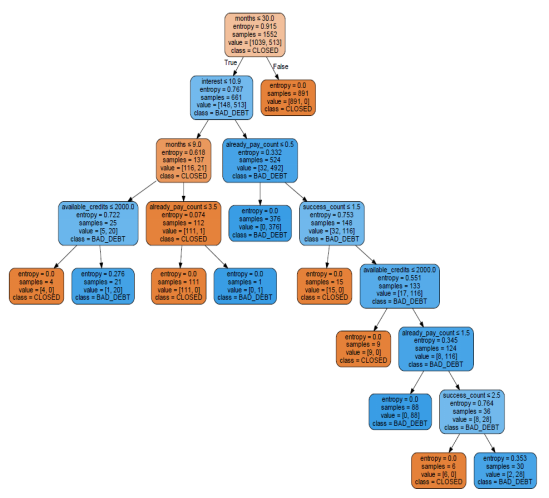 months ≤ 30.0
entropy = 0.915
samples = 1552
value = [1039, 513]
class = CLOSED
True
False
interest ≤ 10.9
entropy = 0.767
samples = 661
value = [148, 513]
class = BAD_DEBT
entropy = 0.0
samples = 891
value = [891, 0]
class = CLOSED
months ≤ 9.0
entropy = 0.618
samples = 137
value = [116, 21]
class = CLOSED
already_pay_count ≤ 0.5
entropy = 0.332
samples = 524
value = [32, 492]
class = BAD_DEBT
available_credits ≤ 2000.0
entropy = 0.722
samples = 25
value = [5, 20]
class = BAD_DEBT
already_pay_count ≤ 3.5
entropy = 0.074
samples = 112
value = [111, 1]
class = CLOSED
entropy = 0.0
samples = 376
value = [0, 376]
class = BAD_DEBT
success_count ≤ 1.5
entropy = 0.753
samples = 148
value = [32, 116]
class = BAD_DEBT
entropy = 0.0
samples = 4
value = [4, 0]
class = CLOSED
entropy = 0.276
samples = 21
value = [1, 20]
class = BAD_DEBT
entropy = 0.0
samples = 111
value = [111, 0]
class = CLOSED
entropy = 0.0
samples = 1
value = [0, 1]
class = BAD_DEBT
entropy = 0.0
samples = 15
value = [15, 0]
class = CLOSED
available_credits ≤ 2000.0
entropy = 0.551
samples = 133
value = [17, 116]
class = BAD_DEBT
entropy = 0.0
samples = 9
value = [9, 0]
class = CLOSED
already_pay_count ≤ 1.5
entropy = 0.345
samples = 124
value = [8, 116]
class = BAD_DEBT
entropy = 0.0
samples = 88
value = [0, 88]
class = BAD_DEBT
success_count ≤ 2.5
entropy = 0.764
samples = 36
value = [8, 28]
class = BAD_DEBT
entropy = 0.0
samples = 6
value = [6, 0]
class = CLOSED
entropy = 0.353
samples = 30
value = [2, 28]
class = BAD_DEBT